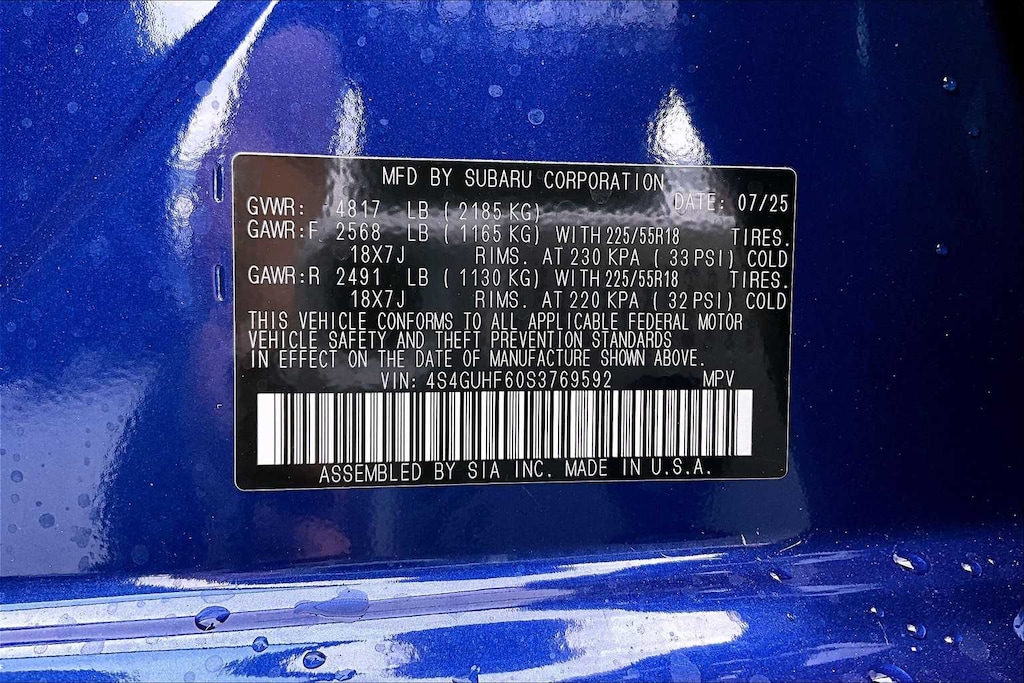 MFD BY SUBARU CORPORATION
DATE: 07/25
GVWR: 4817 LB ( 2185 KG)
GAWR:F 2568 LB ( 1165 KG) WITH 225/55R18 TIRES.
18X7J RIMS. AT 230 KPA ( 33 PSI) COLD
GAWR:R 2491 LB ( 1130 KG) WITH 225/55R18 TIRES.
18X7J RIMS. AT 220 KPA ( 32 PSI) COLD
THIS VEHICLE CONFORMS TO ALL APPLICABLE FEDERAL MOTOR
VEHICLE SAFETY AND THEFT PREVENTION STANDARDS
IN EFFECT ON THE DATE OF MANUFACTURE SHOWN ABOVE.
VIN: 4S4GUHF60S3769592 MPV
ASSEMBLED BY SIA INC. MADE IN U.S.A.